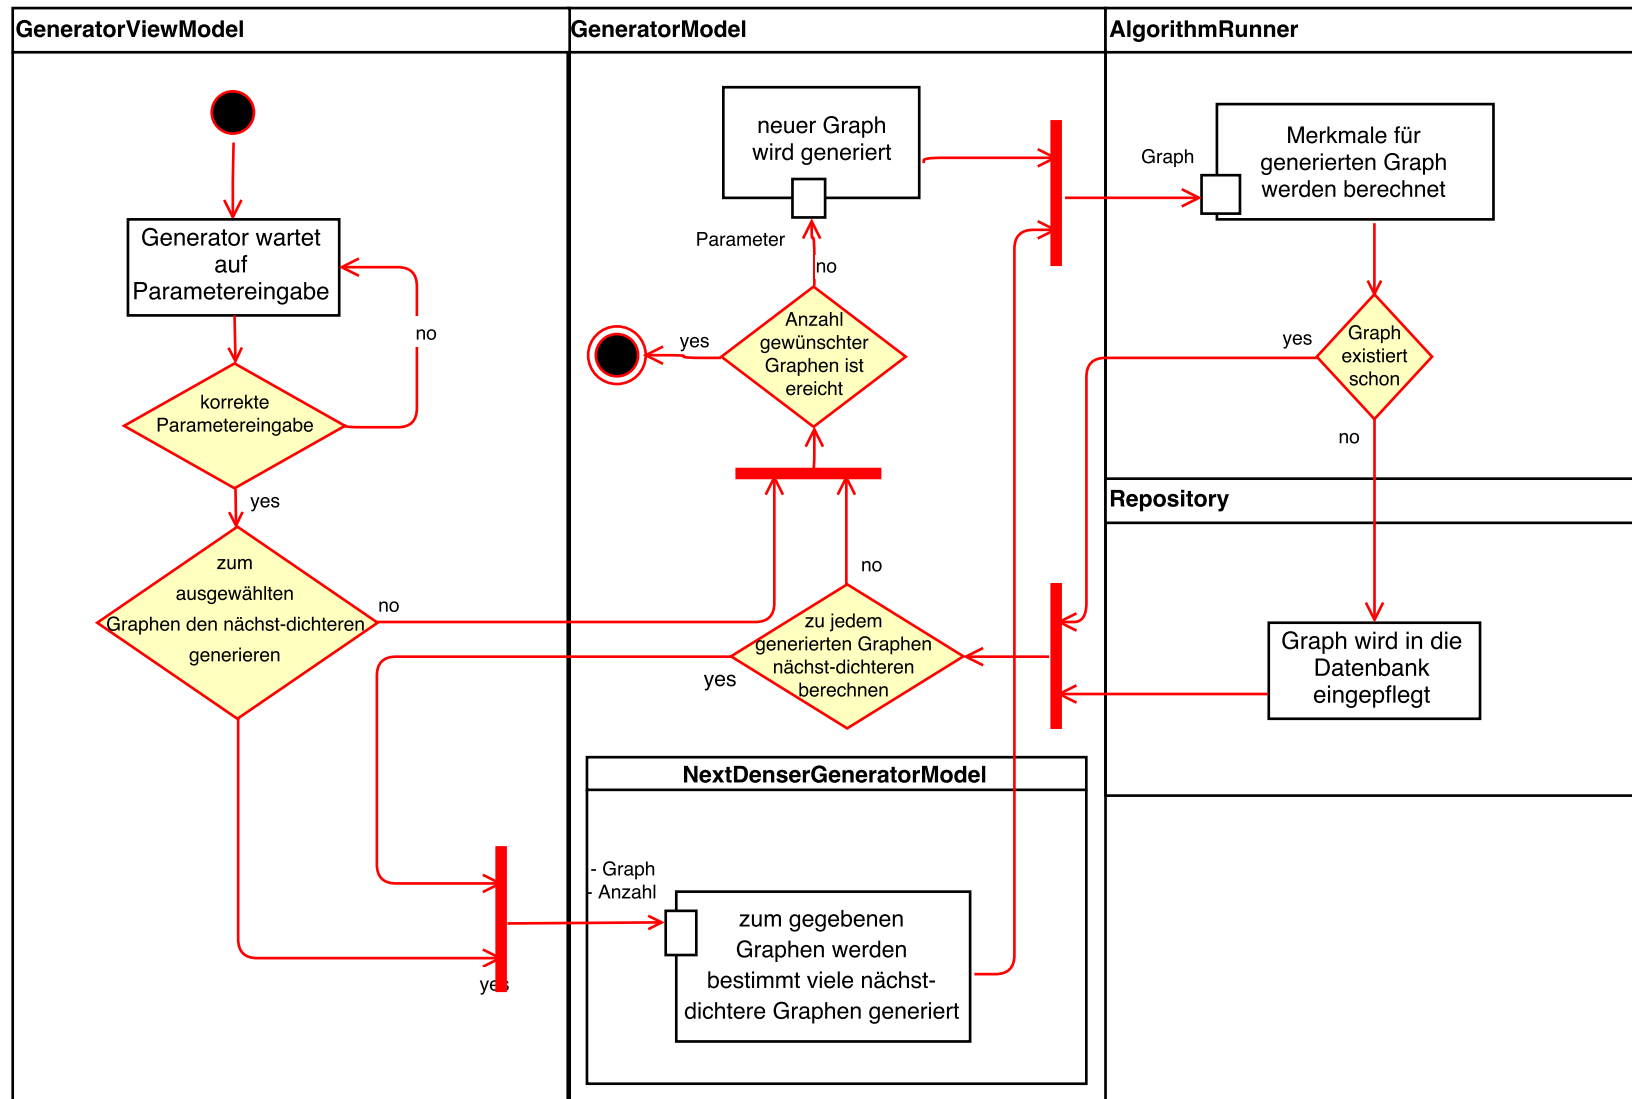 GeneratorViewModel
GeneratorModel
AlgorithmRunner
Generator wartet
auf
Parametereingabe
no
korrekte
Parametereingabe
yes
zum
ausgewählten
Graphen den nächst-dichteren
generieren
no
yes
neuer Graph
wird generiert
Parameter
no
Anzahl
gewünschter
Graphen ist
ereicht
yes
no
zu jedem
generierten Graphen
nächst-dichteren
berechnen
yes
NextDenserGeneratorModel
- Graph
- Anzahl
zum gegebenen
Graphen werden
bestimmt viele nächst-
dichtere Graphen generiert
Graph
Merkmale für
generierten Graph
werden berechnet
yes
Graph
existiert
schon
no
Repository
Graph wird in die
Datenbank
eingepflegt